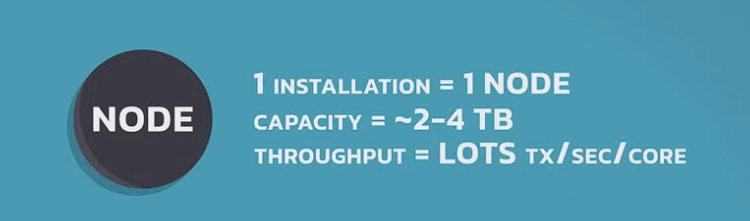 NODE
1 INSTALLATION = 1 NODE
CAPACITY = ~2-4 TB
THROUGHPUT = LOTS TX/SEC/CORE